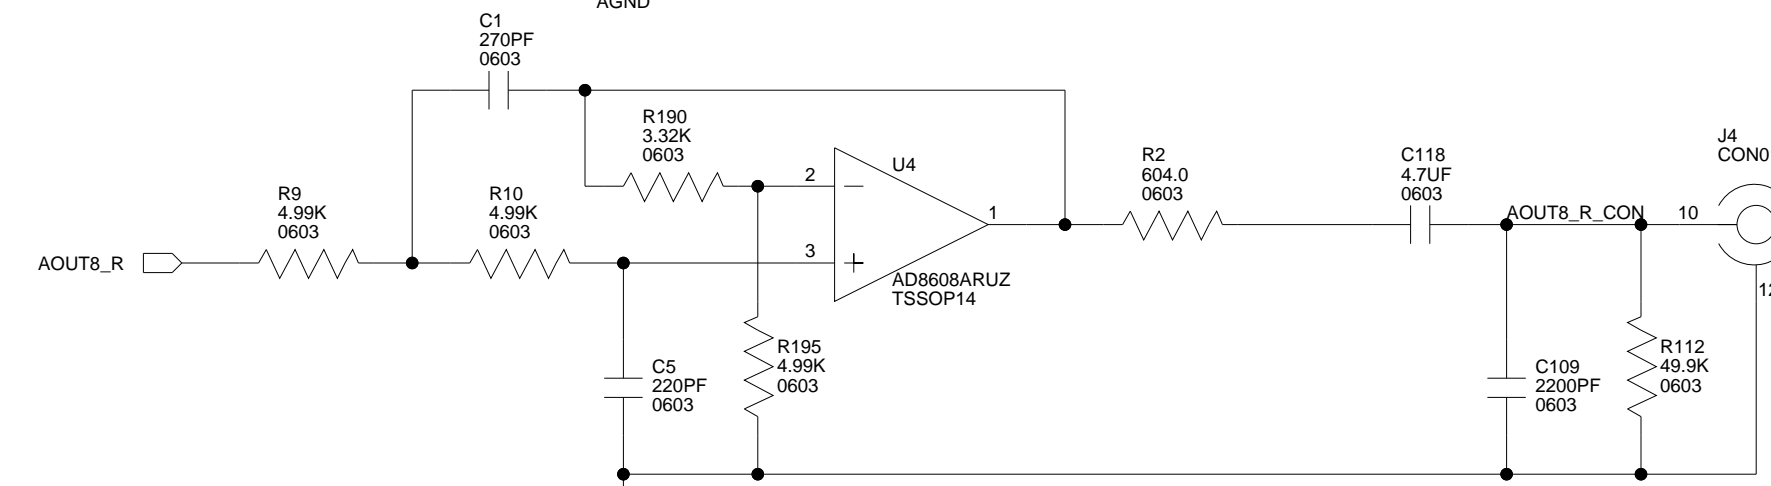 AGND
C1
270PF
0603
R190
3.32K
0603
U4
2
1
3
AD8608ARUZ
TSSOP14
R9
4.99K
0603
R10
4.99K
0603
AOUT8_R
R2
604.0
0603
C118
4.7UF
0603
AOUT8_R_CON
10
J4
CON0
12
C5
220PF
0603
R195
4.99K
0603
C109
2200PF
0603
R112
49.9K
0603